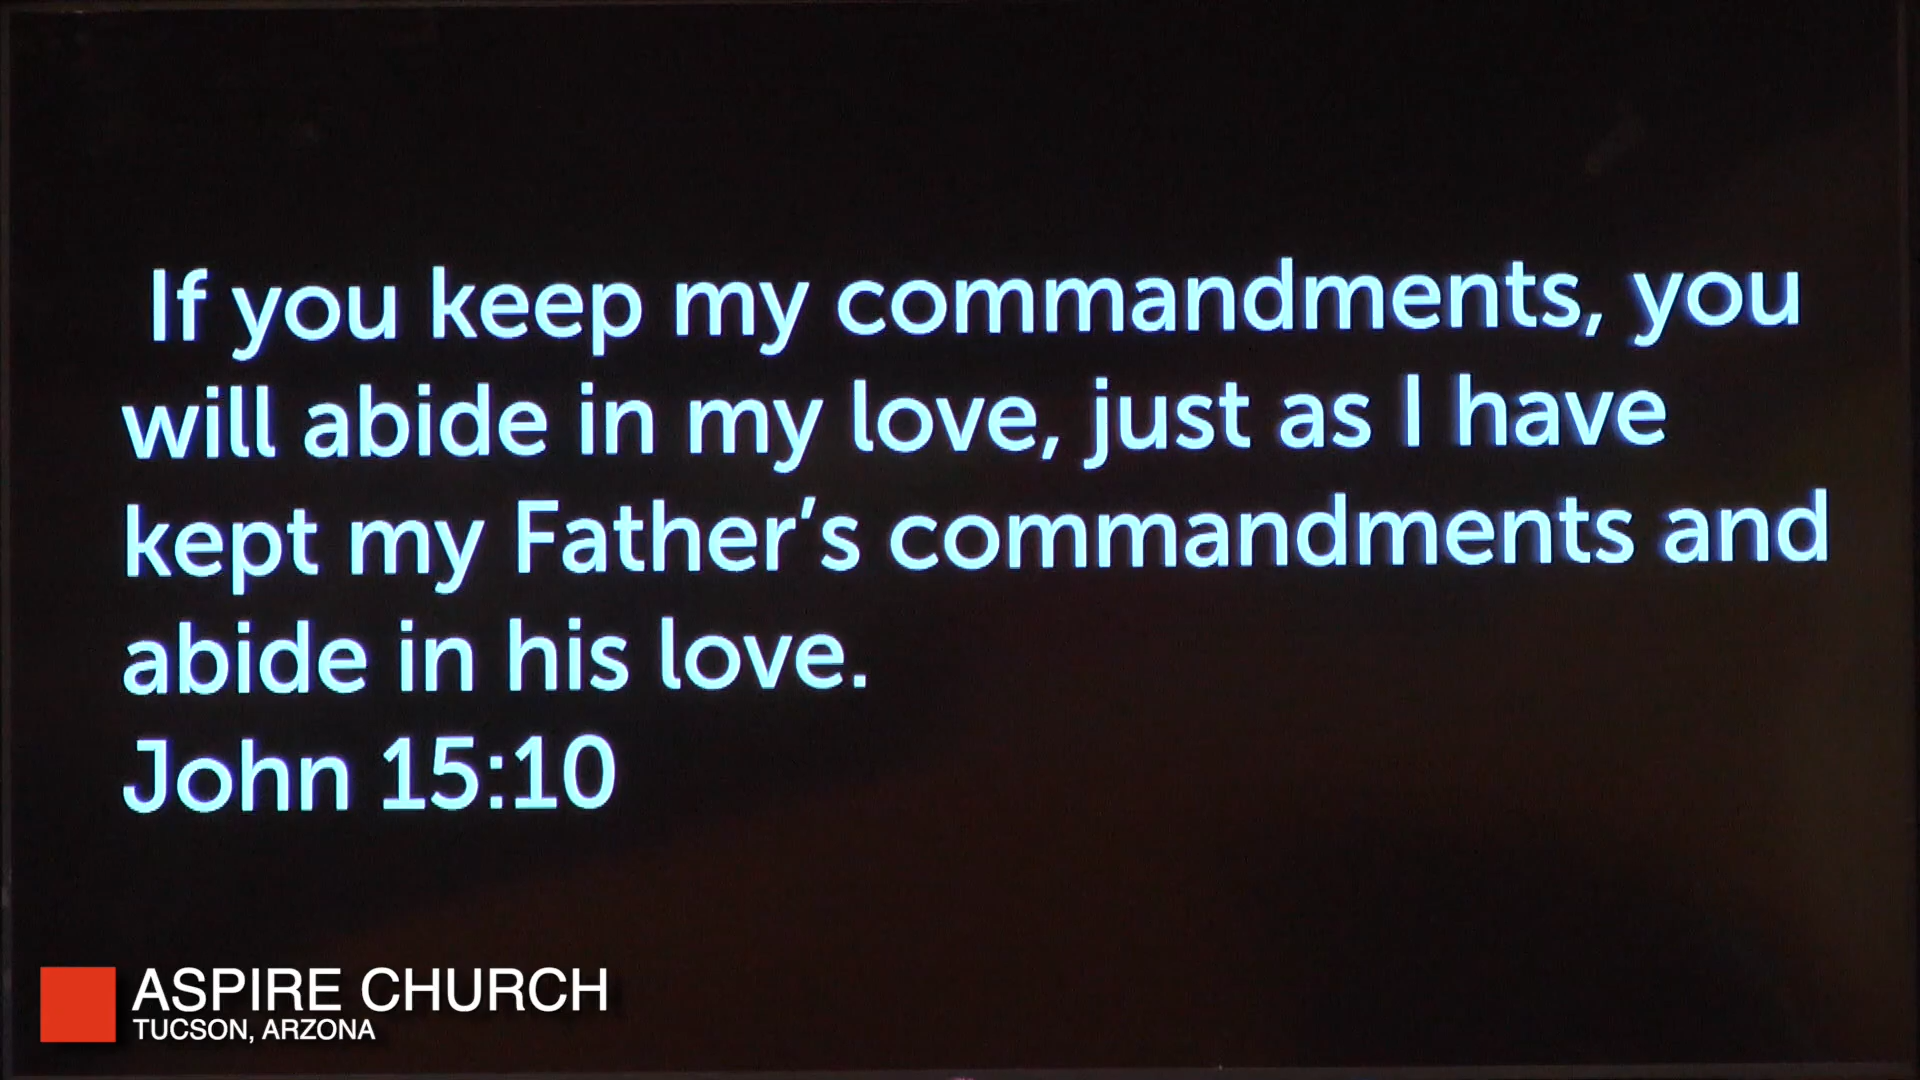 If you keep my commandments, you
will abide in my love, just as I have
kept my Father’s commandments and
abide in his love.
John 15:10
ASPIRE CHURCH
TUCSON, ARZONA